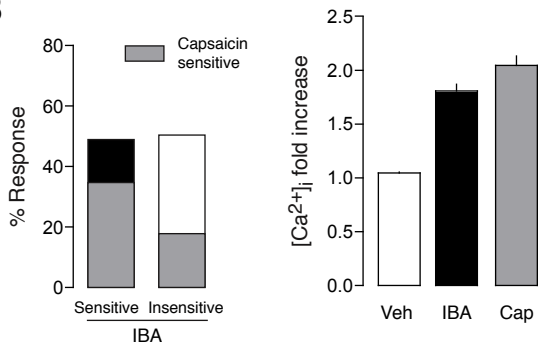 80
60
40
20
0
% Response
Capsaicin
sensitive
Sensitive Insensitive
IBA
2.5
2.0
1.5
1.0
0.5
0.0
[Ca²⁺]ᵢ fold increase
Veh IBA Cap